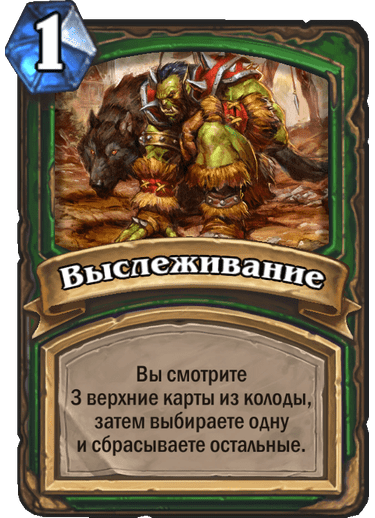 1
Выслеживание
Вы смотрите
3 верхние карты из колоды,
затем выбираете одну
и сбрасываете остальные.